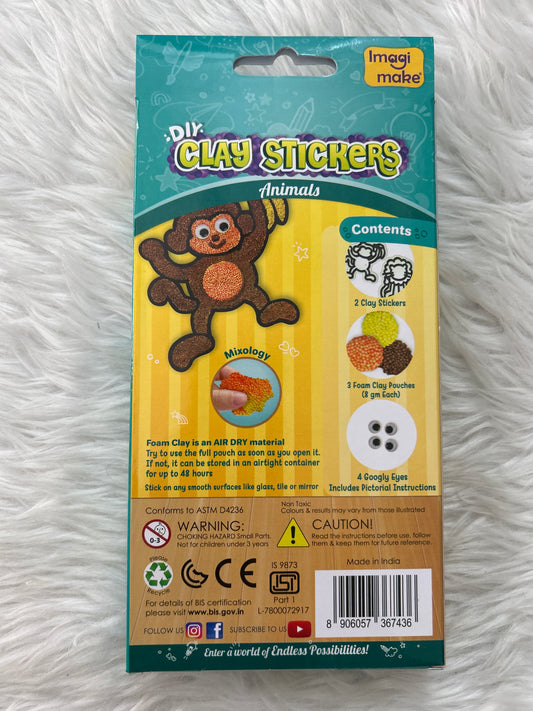 Imagi
make®
DIY
CLAY STICKERS
Animals
Contents
2 Clay Stickers
3 Foam Clay Pouches
(8 gm Each)
4 Googly Eyes
Includes Pictorial Instructions
Mixology
Foam Clay is an AIR DRY material
Try to use the full pouch as soon as you open it.
If not, it can be stored in an airtight container
for up to 48 hours
Stick on any smooth surfaces like glass, tile or mirror
Conforms to ASTM D4236
Non Toxic
Colours & results may vary from those illustrated
0-3
WARNING:
CHOKING HAZARD Small Parts.
Not for children under 3 years
CAUTION!
Read the instructions before use, follow
them & keep them for future reference.
Please
Recycle
CE
IS 9873
Part 1
L-7800072917
Made in India
For details of BIS certification
please visit www.bis.gov.in
8 906057 367436
FOLLOW US
SUBSCRIBE TO US
Enter a world of Endless Possibilities!